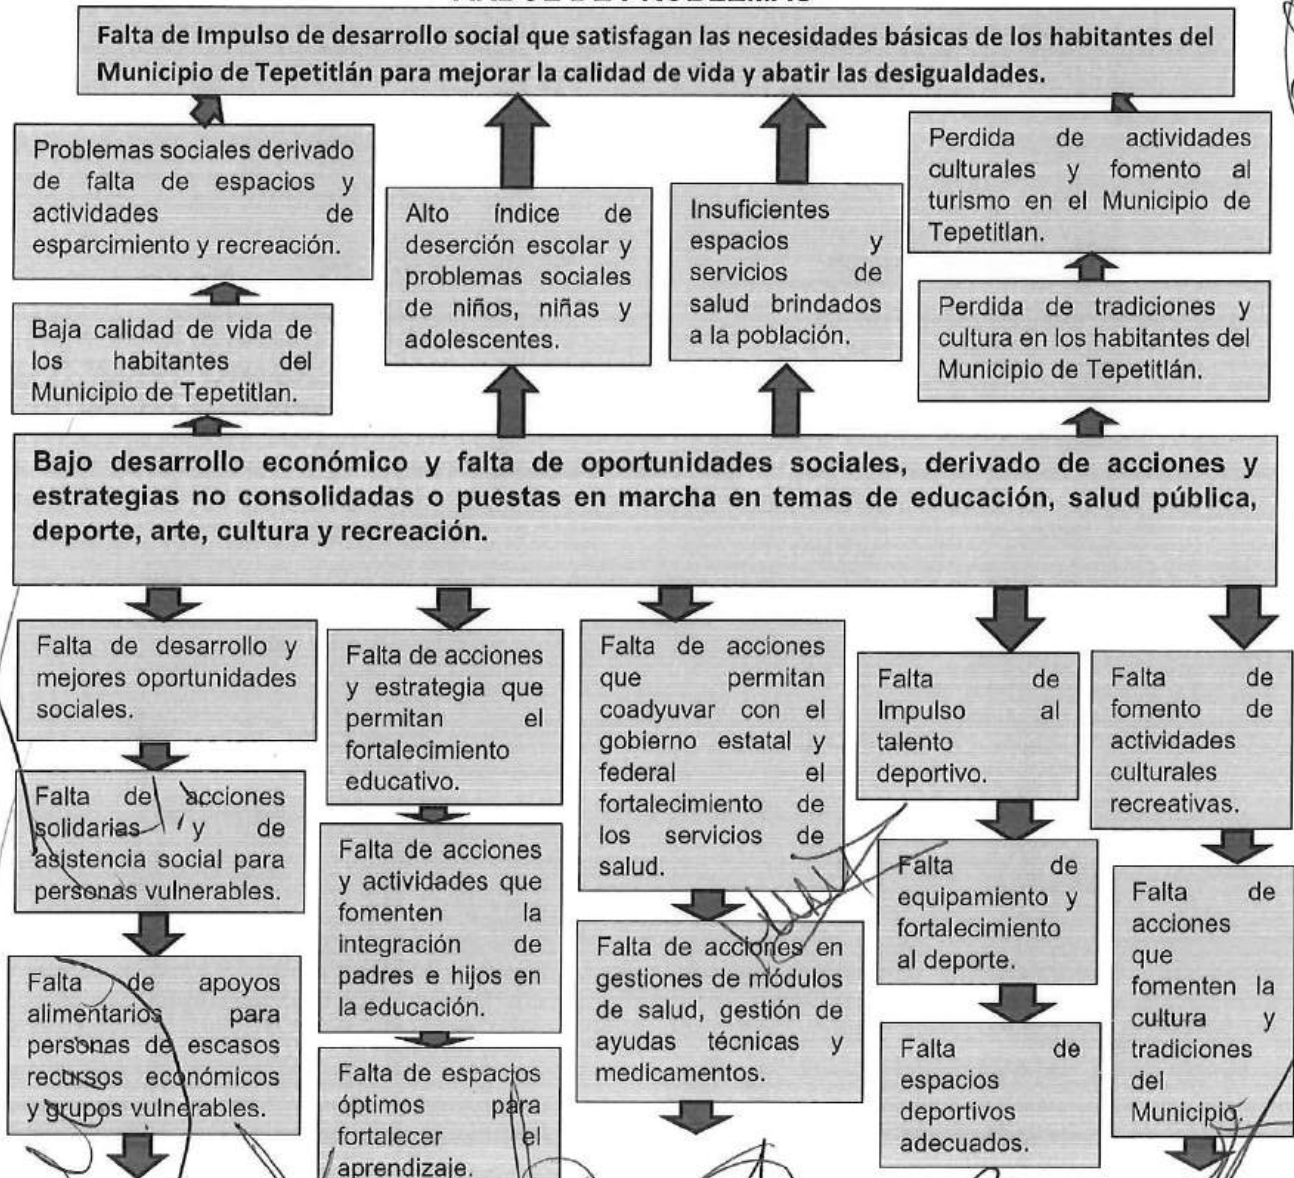 Falta de Impulso de desarrollo social que satisfagan las necesidades básicas de los habitantes del
Municipio de Tepetitlán para mejorar la calidad de vida y abatir las desigualdades.
Problemas sociales derivado
de falta de espacios y
actividades de
esparcimiento y recreación.
Alto índice de
deserción escolar y
problemas sociales
de niños, niñas y
adolescentes.
Insuficientes
espacios y
servicios de
salud brindados
a la población.
Perdida de actividades
culturales y fomento al
turismo en el Municipio de
Tepetitlan.
Baja calidad de vida de
los habitantes del
Municipio de Tepetitlan.
Perdida de tradiciones y
cultura en los habitantes del
Municipio de Tepetitlán.
Bajo desarrollo económico y falta de oportunidades sociales, derivado de acciones y
estrategias no consolidadas o puestas en marcha en temas de educación, salud pública,
deporte, arte, cultura y recreación.
Falta de desarrollo y
mejores oportunidades
sociales.
Falta de acciones
solidarias y de
asistencia social para
personas vulnerables.
Falta de apoyos
alimentarios para
personas de escasos
recursos económicos
y grupos vulnerables.
Falta de acciones
y estrategia que
permitan el
fortalecimiento
educativo.
Falta de acciones
y actividades que
fomenten la
integración de
padres e hijos en
la educación.
Falta de espacios
óptimos para
fortalecer el
aprendizaje.
Falta de acciones
que permitan
coadyuvar con el
gobierno estatal y
federal el
fortalecimiento de
los servicios de
salud.
Falta de acciones en
gestiones de módulos
de salud, gestión de
ayudas técnicas y
medicamentos.
Falta de
Impulso al
talento
deportivo.
Falta de
equipamiento y
fortalecimiento
al deporte.
Falta de
espacios
deportivos
adecuados.
Falta de
fomento de
actividades
culturales
recreativas.
Falta de
acciones
que
fomenten la
cultura y
tradiciones
del
Municipio.